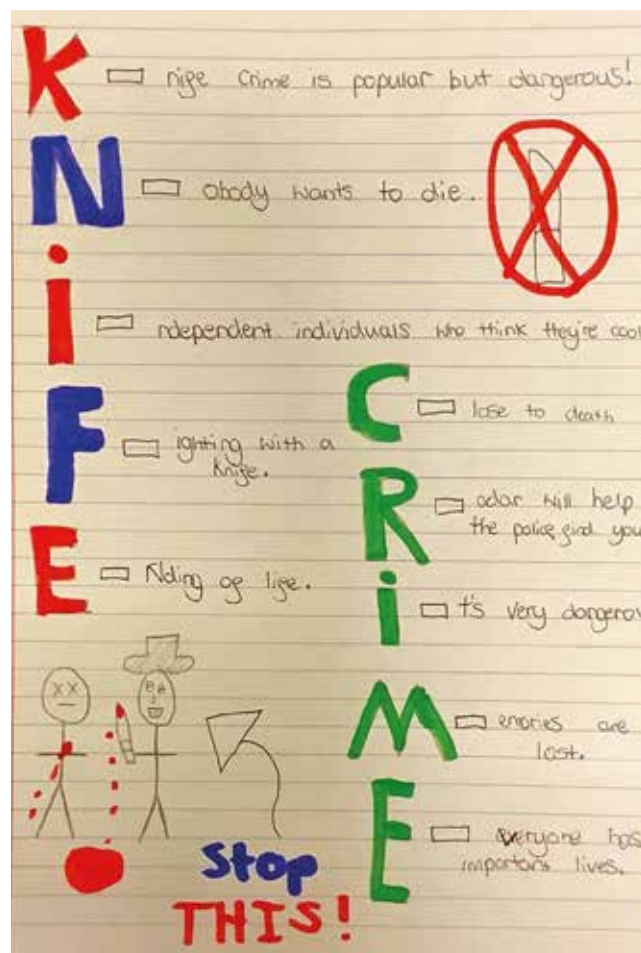 K nife Crime is popular but dangerous!
N obody wants to die.
i ndependent individuals who think they're cool
F ighting with a
knife.
E nding of life.
C lose to death
R adar will help
the police find you
i t's very dangerou
M emories are
lost.
E everyone has
important lives.
Stop
THIS!